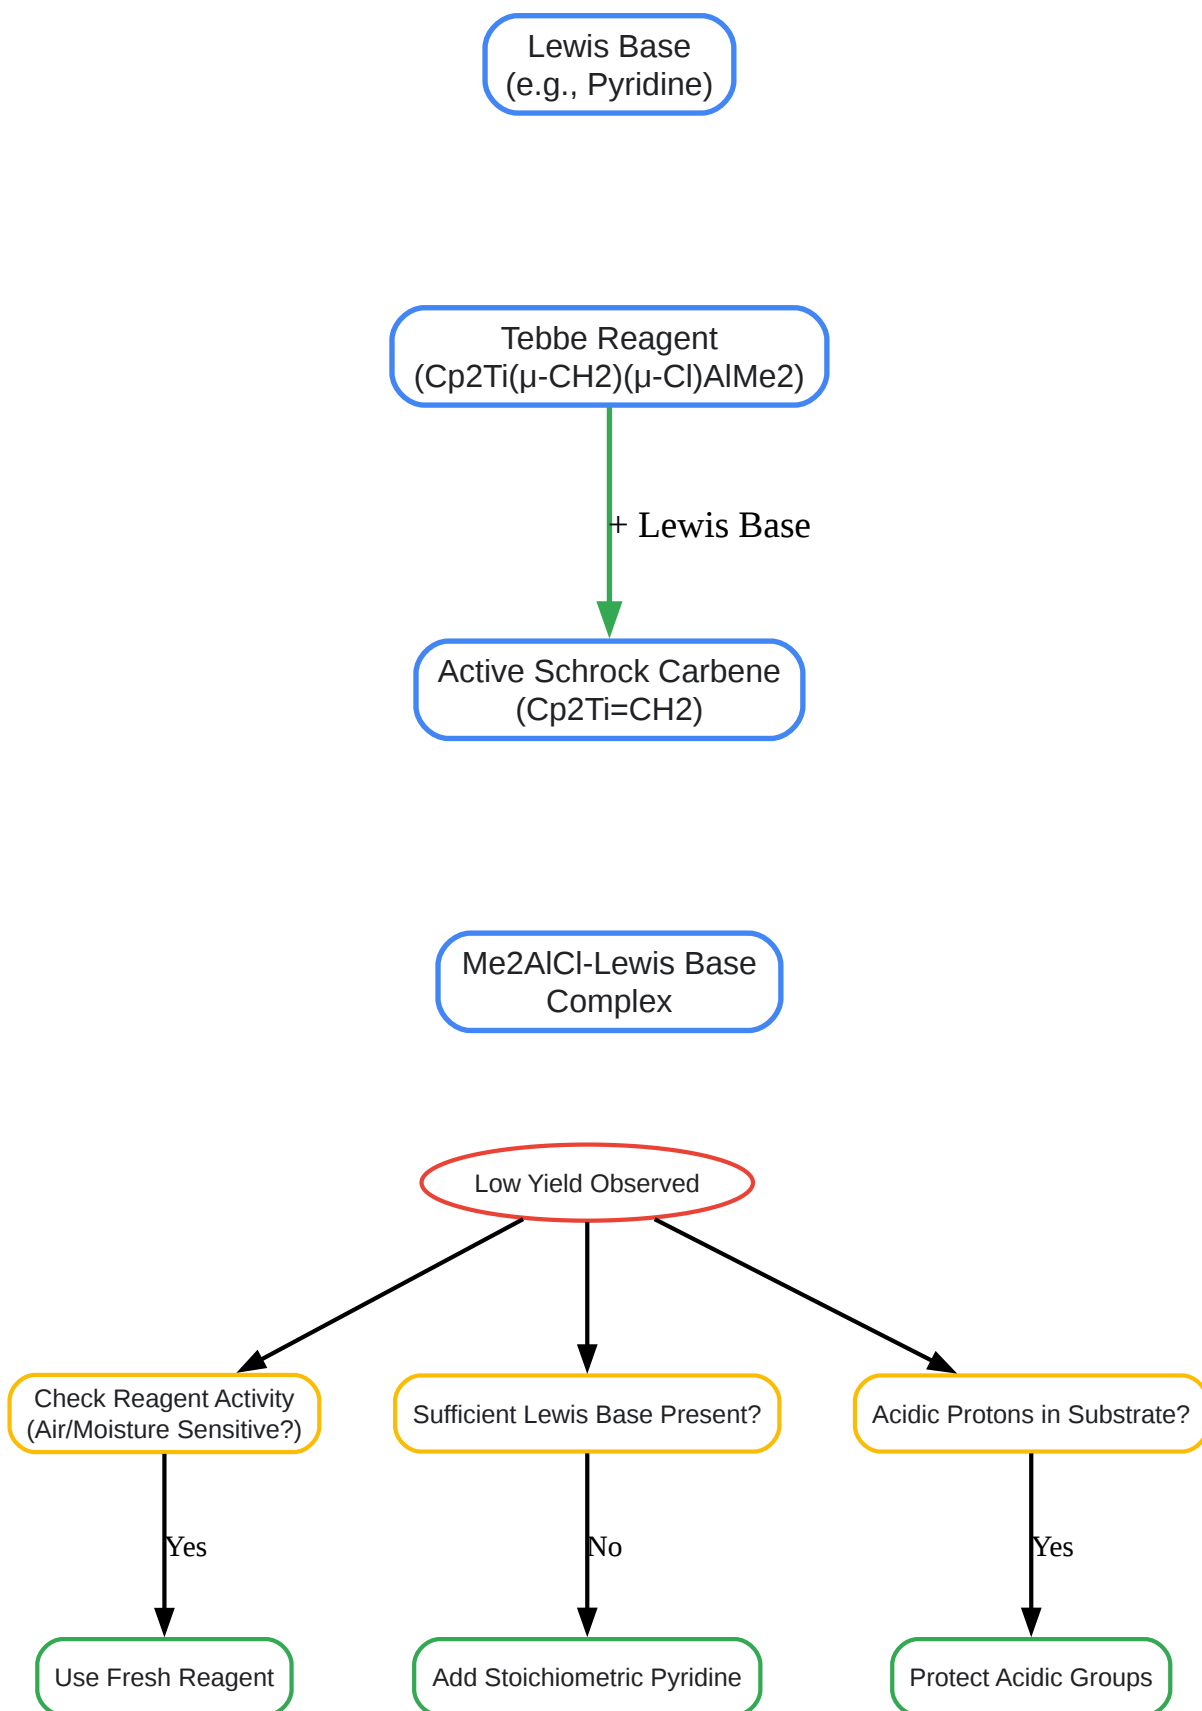 Lewis Base
(e.g., Pyridine)
Tebbe Reagent
(Cp2Ti(μ-CH2)(μ-Cl)AlMe2)
+ Lewis Base
Active Schrock Carbene
(Cp2Ti=CH2)
Me2AlCl-Lewis Base
Complex
Low Yield Observed
Check Reagent Activity
(Air/Moisture Sensitive?)
Sufficient Lewis Base Present?
Acidic Protons in Substrate?
Yes
No
Yes
Use Fresh Reagent
Add Stoichiometric Pyridine
Protect Acidic Groups